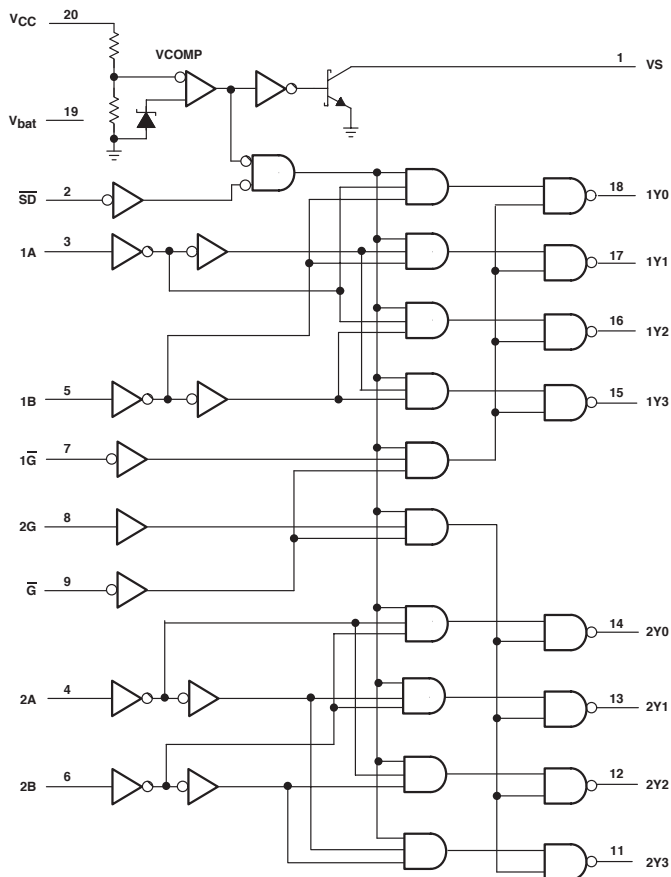 VCC 20
VCOMP
1 VS
Vbat 19
SD 2
18 1Y0
1A 3
17 1Y1
16 1Y2
1B 5
15 1Y3
1G 7
2G 8
G 9
14 2Y0
2A 4
13 2Y1
2B 6
12 2Y2
11 2Y3